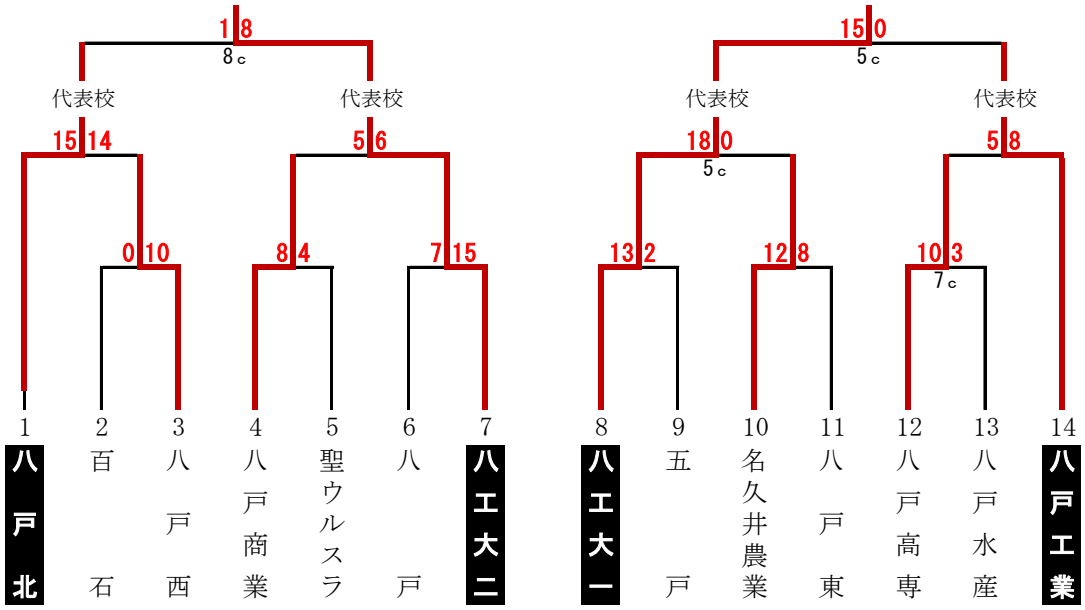 1 8
15 0
8c
5c
代表校
代表校
代表校
代表校
15 14
5 6
18 0
5 8
5c
0 10
8 4
7 15
13 2
12 8
10 3
7c
1
2
3
4
5
6
7
8
9
10
11
12
13
14
八戸北
百石
八戸西
八戸商業
聖ウルスラ
八戸
八工大二
八工大一
五戸
名久井農業
八戸東
八戸高専
八戸水産
八戸工業